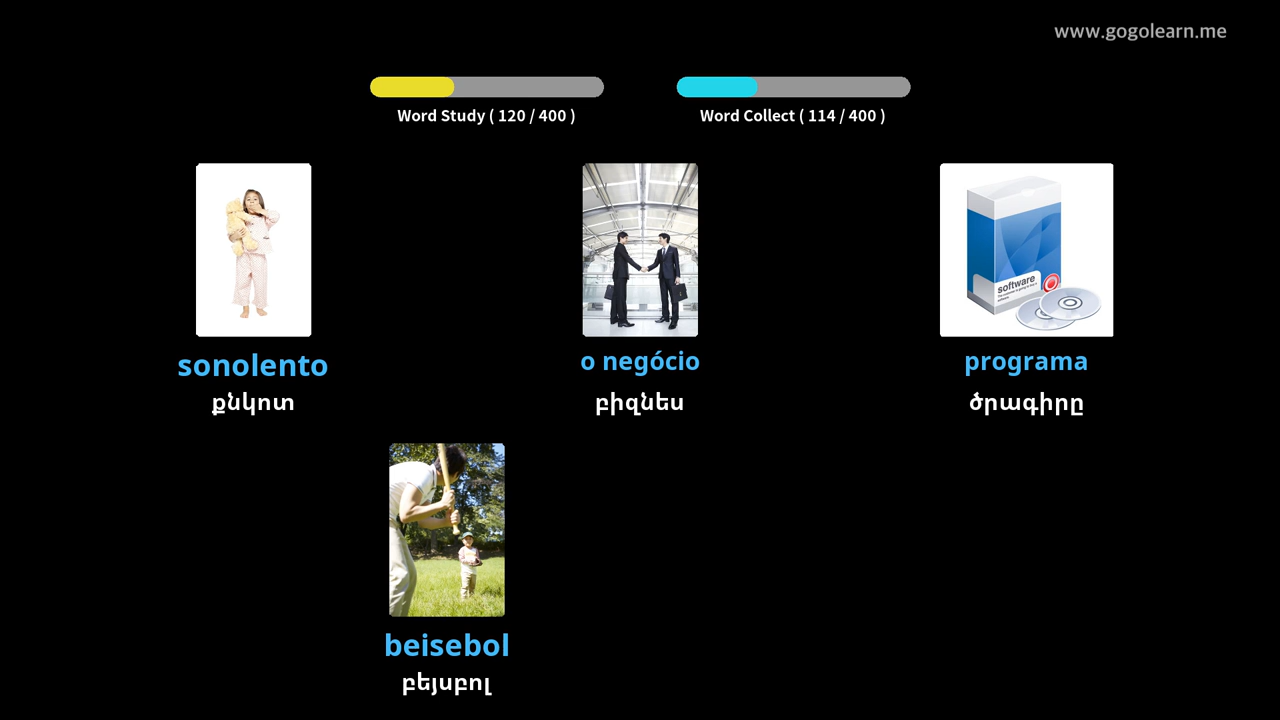 www.gogolearn.me
Word Study ( 120 / 400 )
Word Collect ( 114 / 400 )
software
sonolento
քնկոտ
o negócio
բիզնես
programa
ծրագիրը
beisebol
բեյսբոլ